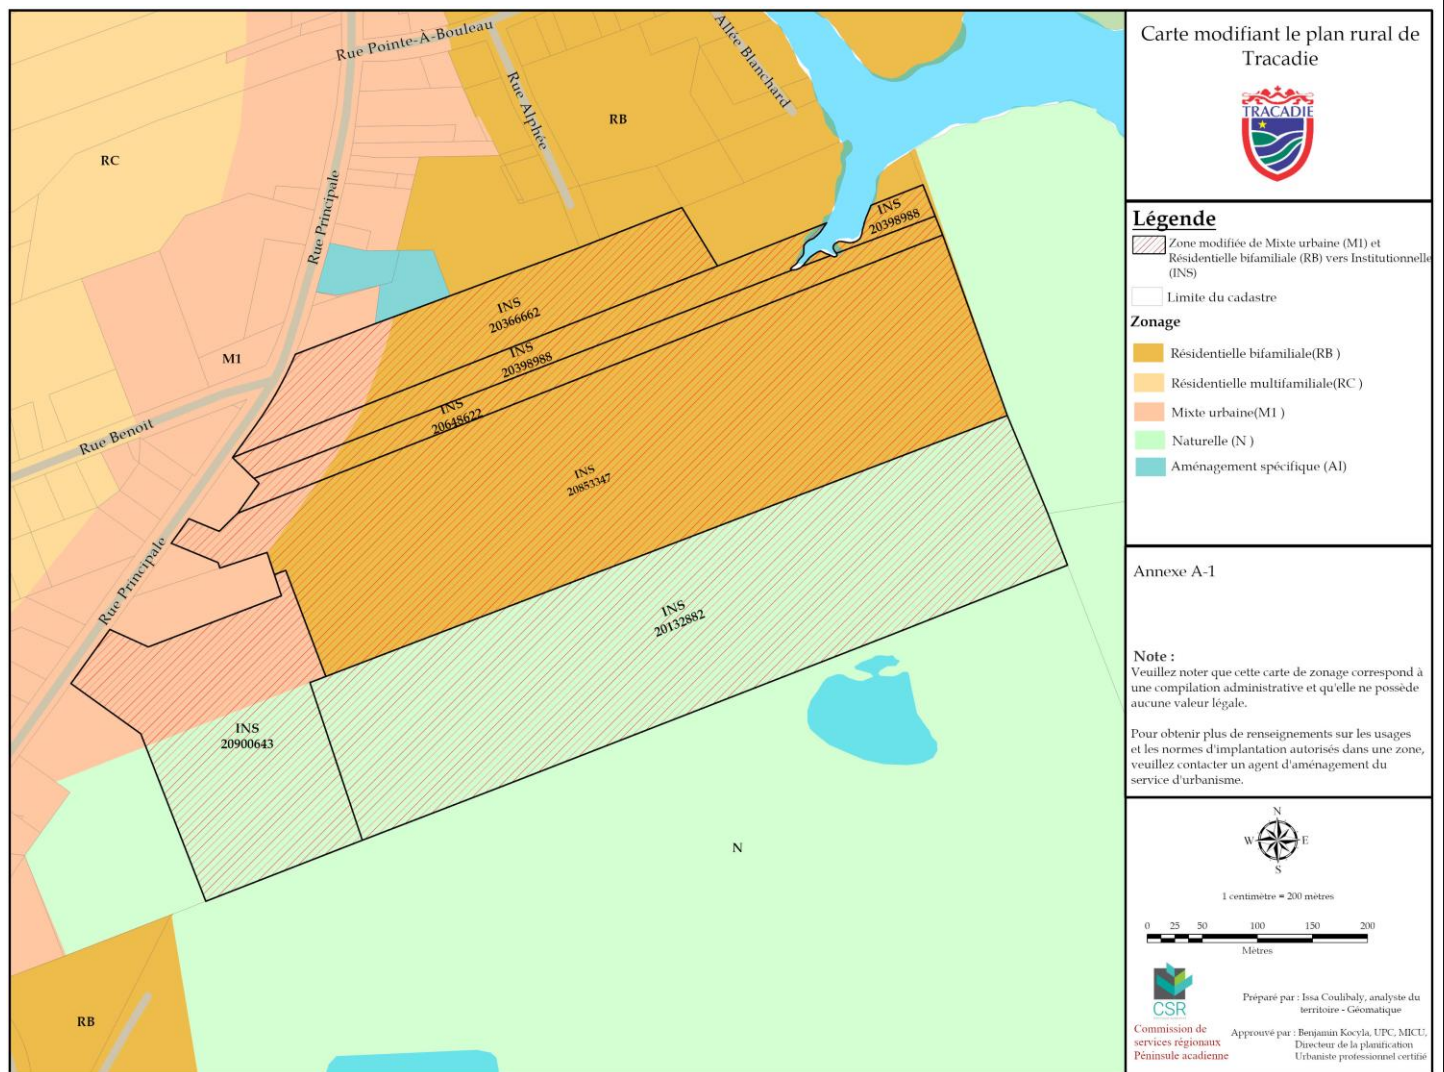 Rue Pointe-À-Bouleau
Allée Blanchard
Rue Alphée
RB
RC
Rue Principale
INS
20398988
INS
20366662
INS
20398988
M1
INS
20648622
Rue Benoit
INS
20853347
Rue Principale
INS
20132882
INS
20900643
N
RB
Carte modifiant le plan rural de
Tracadie
TRACADIE
Légende
Zone modifiée de Mixte urbaine (M1) et
Résidentielle bifamiliale (RB) vers Institutionnelle
(INS)
Limite du cadastre
Zonage
Résidentielle bifamiliale(RB )
Résidentielle multifamiliale(RC )
Mixte urbaine(M1 )
Naturelle (N )
Aménagement spécifique (AI)
Annexe A-1
Note :
Veuillez noter que cette carte de zonage correspond à
une compilation administrative et qu'elle ne possède
aucune valeur légale.
Pour obtenir plus de renseignements sur les usages
et les normes d'implantation autorisés dans une zone,
veuillez contacter un agent d'aménagement du
service d'urbanisme.
N
W E
S
1 centimètre = 200 mètres
0 25 50 100 150 200
Mètres
CSR
Commission de
services régionaux
Péninsule acadienne
Préparé par : Issa Coulibaly, analyste du
territoire - Géomatique
Approuvé par : Benjamin Kocyla, UPC, MICU,
Directeur de la planification
Urbaniste professionnel certifié